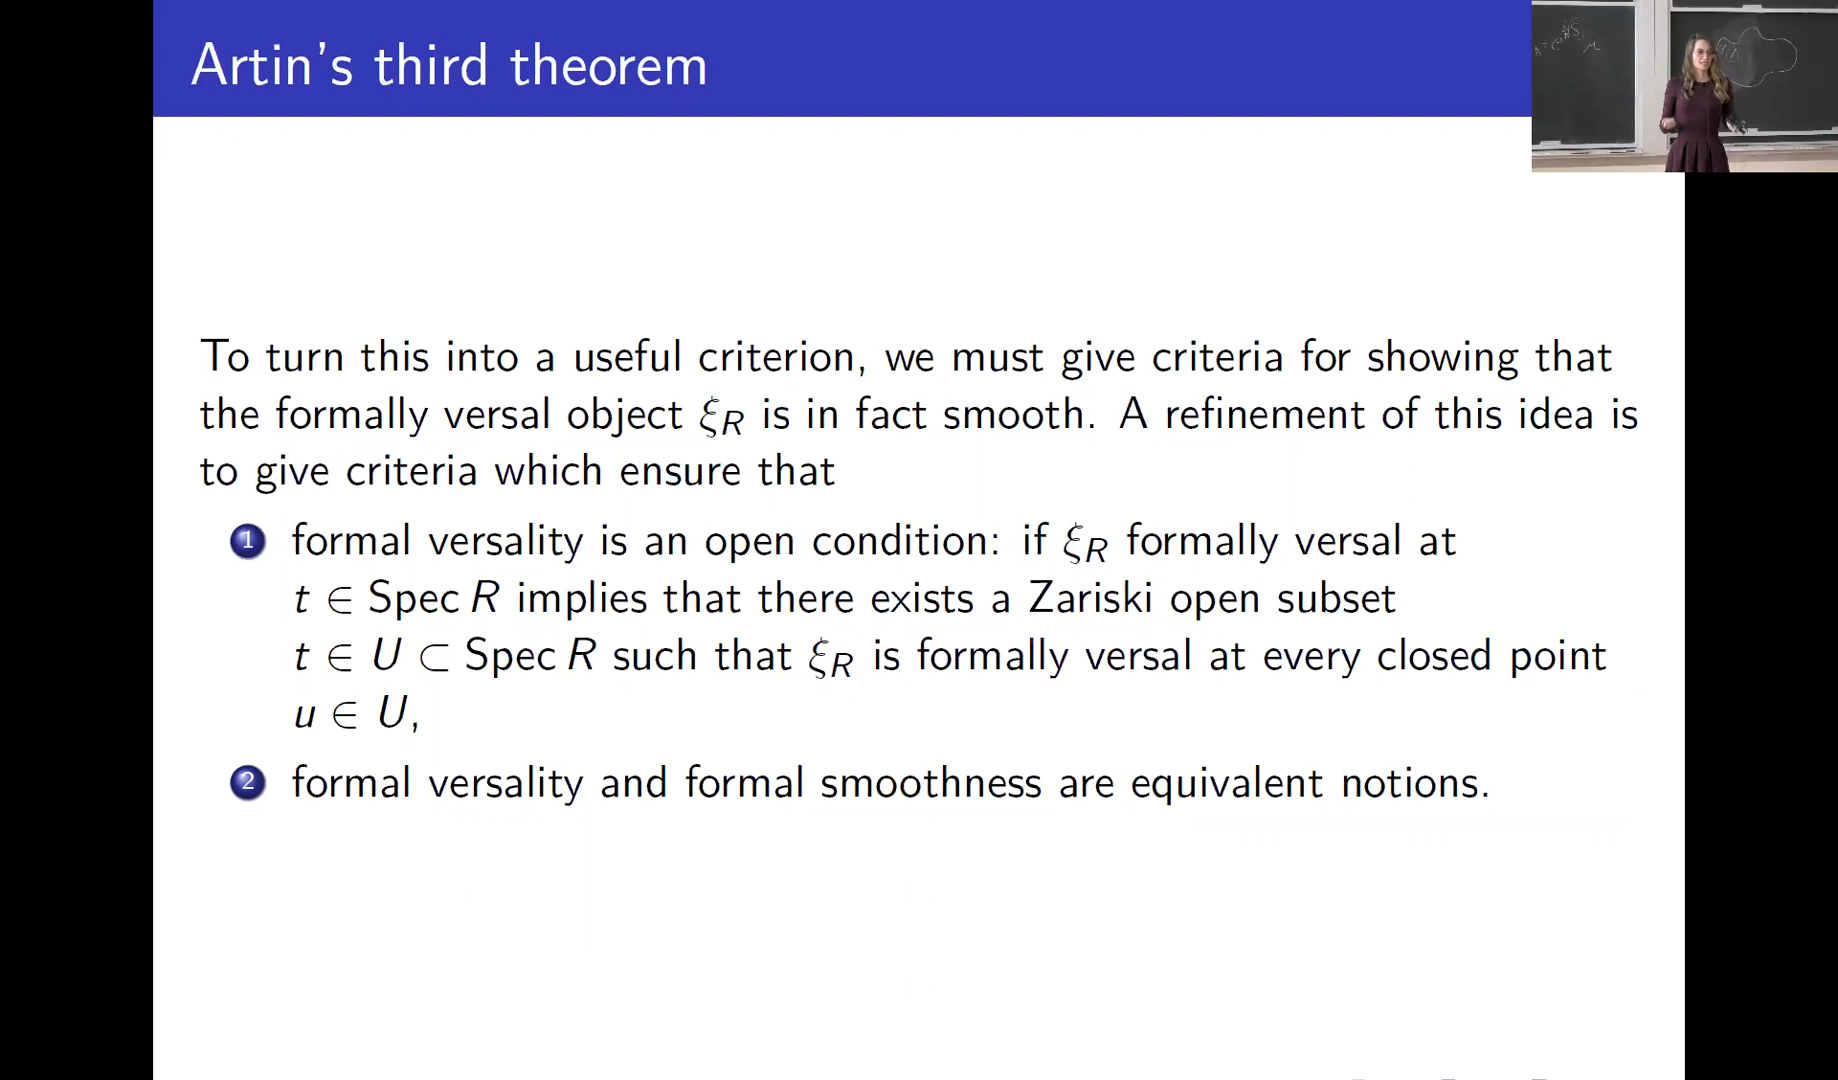 Artin's third theorem
To turn this into a useful criterion, we must give criteria for showing that
the formally versal object ξ_R is in fact smooth. A refinement of this idea is
to give criteria which ensure that
1 formal versality is an open condition: if ξ_R formally versal at
t ∈ Spec R implies that there exists a Zariski open subset
t ∈ U ⊂ Spec R such that ξ_R is formally versal at every closed point
u ∈ U,
2 formal versality and formal smoothness are equivalent notions.